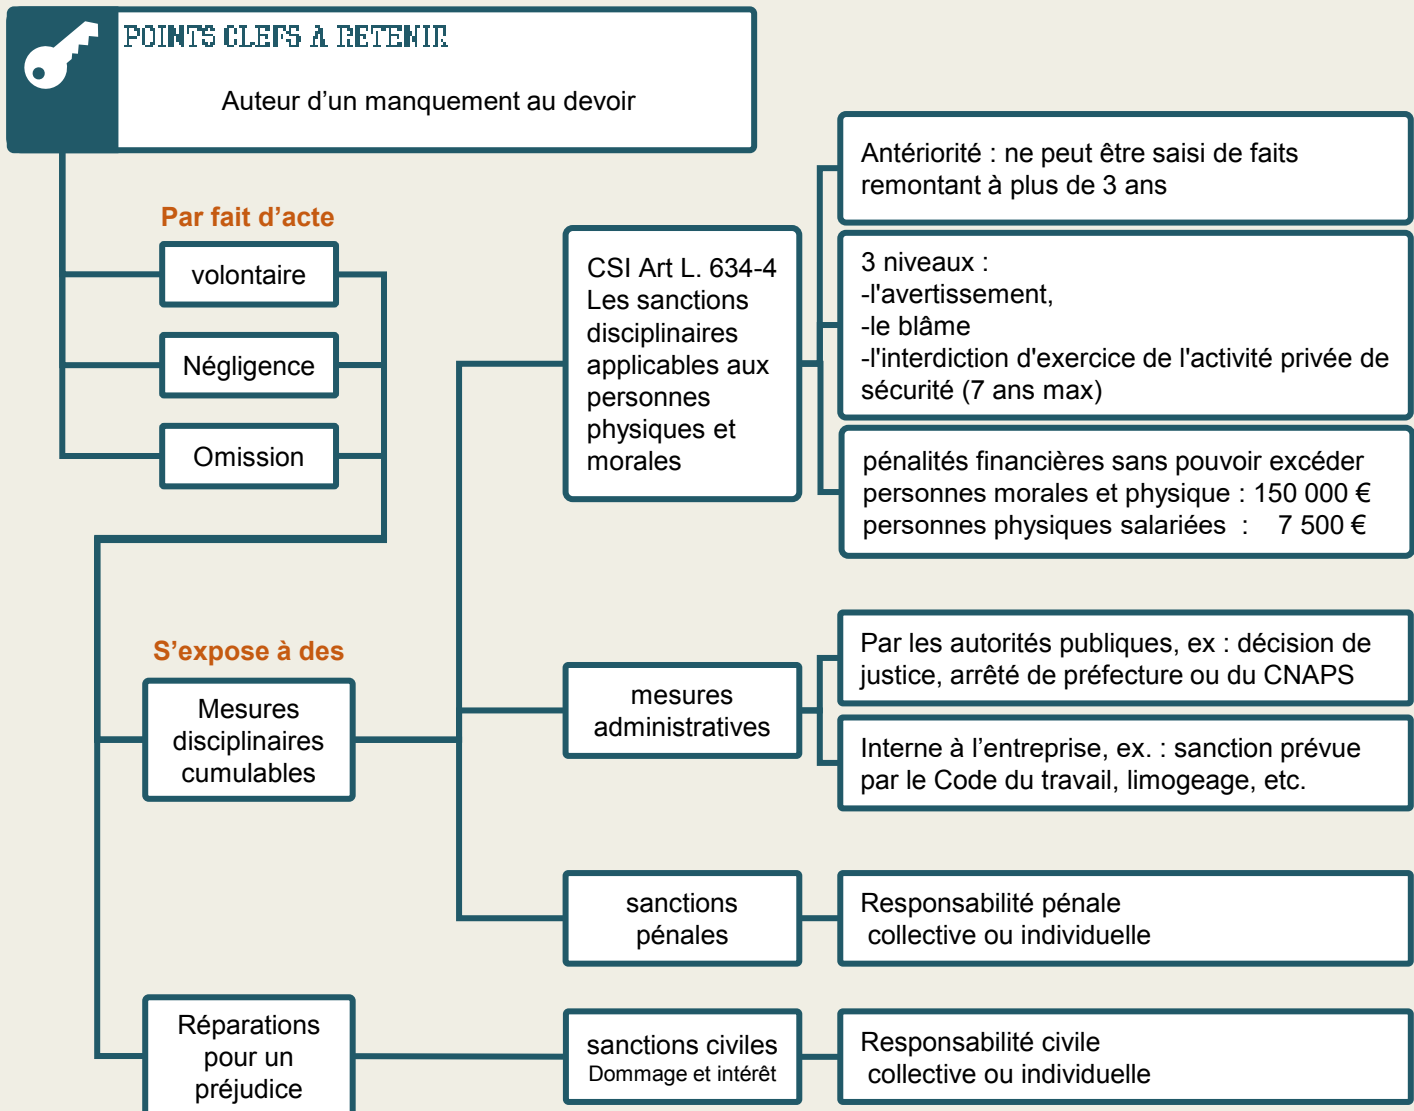 POINTS CLEFS A RETENIR
Auteur d’un manquement au devoir
Par fait d’acte
volontaire
Négligence
Omission
S’expose à des
Mesures
disciplinaires
cumulables
Réparations
pour un
préjudice
CSI Art L. 634-4
Les sanctions
disciplinaires
applicables aux
personnes
physiques et
morales
Antériorité : ne peut être saisi de faits
remontant à plus de 3 ans
3 niveaux :
-l'avertissement,
-le blâme
-l'interdiction d'exercice de l'activité privée de
sécurité (7 ans max)
pénalités financières sans pouvoir excéder
personnes morales et physique : 150 000 €
personnes physiques salariées : 7 500 €
mesures
administratives
Par les autorités publiques, ex : décision de
justice, arrêté de préfecture ou du CNAPS
Interne à l’entreprise, ex. : sanction prévue
par le Code du travail, limogeage, etc.
sanctions
pénales
Responsabilité pénale
collective ou individuelle
sanctions civiles
Dommage et intérêt
Responsabilité civile
collective ou individuelle